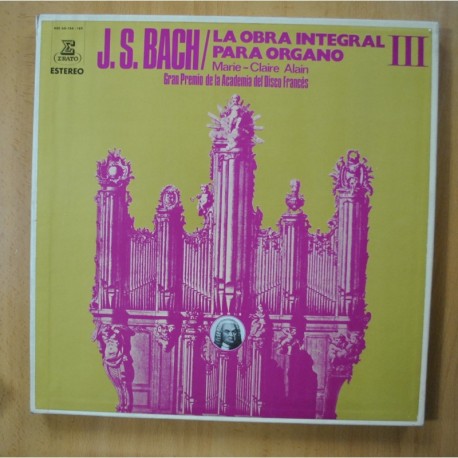 ERATO
ESTEREO
J. S. BACH/
LA OBRA INTEGRAL
PARA ORGANO
III
Marie-Claire Alain
Gran Premio de la Academia del Disco Francés